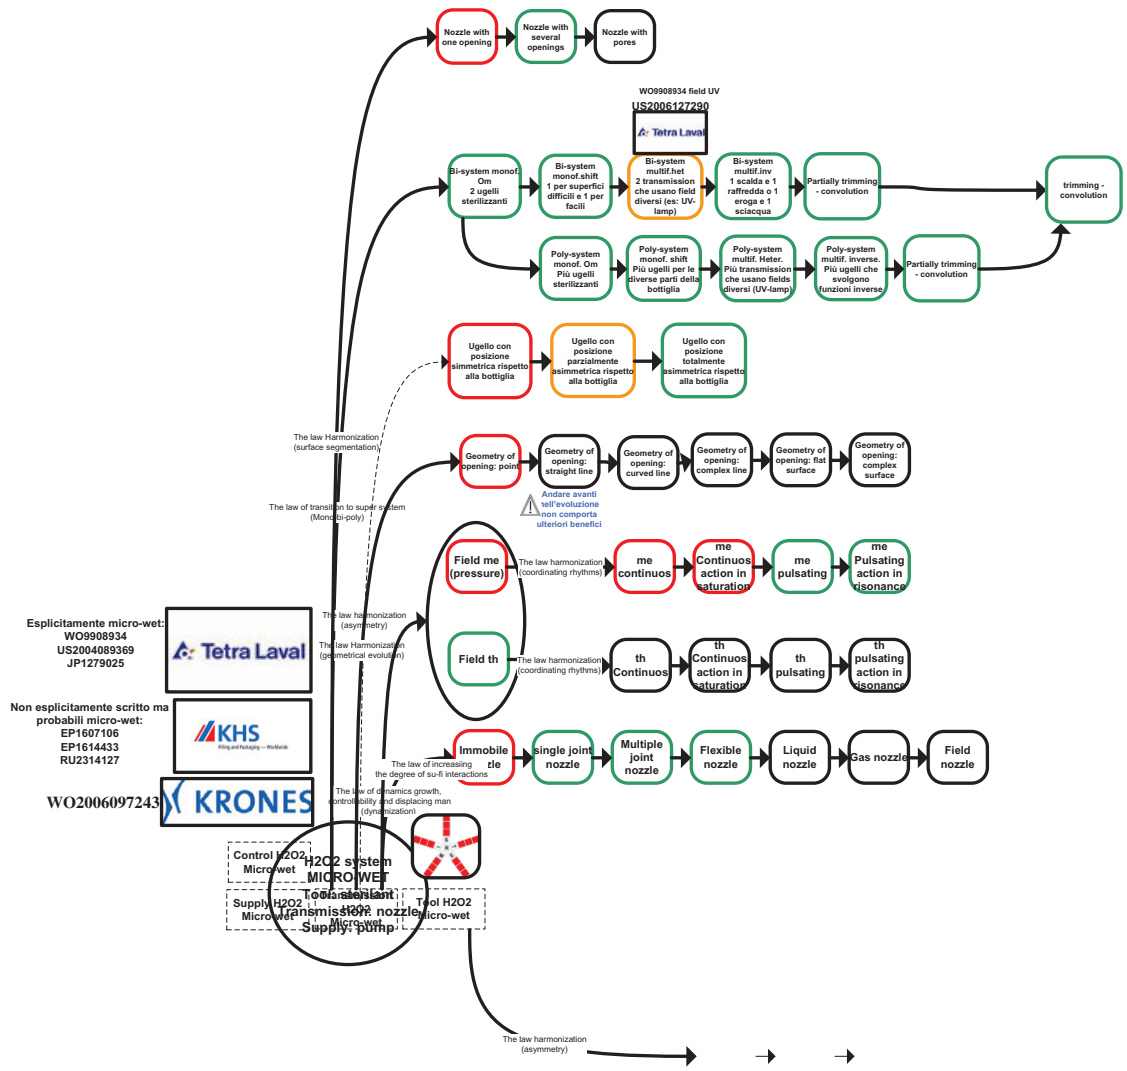 Nozzle with
one opening
Nozzle with
several
openings
Nozzle with
pores
WO9908934 field UV
US2006127290
Tetra Laval
Bi-system monof.
Om
2 ugelli
sterilizzanti
Bi-system
monof.shift
1 per superfici
difficili e 1 per
facili
Bi-system
multif.het
2 transmission
che usano field
diversi (es: UV-
lamp)
Bi-system
multif.inv
1 scalda e 1
raffredda o 1
eroga e 1
sciacqua
Partially trimming
- convolution
trimming -
convolution
Poly-system
monof. Om
Più ugelli
sterilizzanti
Poly-system
monof. shift
Più ugelli per le
diverse parti della
bottiglia
Poly-system
multif. Heter.
Più transmission
che usano fields
diversi (UV-lamp)
Poly-system
multif. inverse.
Più ugelli che
svolgono
funzioni inverse
Partially trimming
- convolution
Ugello con
posizione
simmetrica rispetto
alla bottiglia
Ugello con
posizione
parzialmente
asimmetrica rispetto
alla bottiglia
Ugello con
posizione
totalmente
asimmetrica rispetto
alla bottiglia
The law Harmonization
(surface segmentation)
Geometry of
opening: point
Geometry of
opening:
straight line
Geometry of
opening:
curved line
Geometry of
opening:
complex line
Geometry of
opening: flat
surface
Geometry of
opening:
complex
surface
Andare avanti
nell'evoluzione
non comporta
ulteriori benefici
The law of transition to super system
(Mono-bi-poly)
Field me
(pressure)
The law harmonization
(coordinating rhythms)
me
continuos
me
Continuos
action in
saturation
me
pulsating
me
Pulsating
action in
risonance
The law harmonization
(asymmetry)
The law Harmonization
(geometrical evolution)
Field th
The law harmonization
(coordinating rhythms)
th
Continuos
th
Continuos
action in
saturation
th
pulsating
th
pulsating
action in
risonance
Esplicitamente micro-wet:
WO9908934
US2004089369
JP1279025
Tetra Laval
Non esplicitamente scritto ma
probabili micro-wet:
EP1607106
EP1614433
RU2314127
KHS
Filling and Packaging — Worldwide
WO2006097243
KRONES
Immobile
zle
single joint
nozzle
Multiple
joint
nozzle
Flexible
nozzle
Liquid
nozzle
Gas nozzle
Field
nozzle
The law of increasing
the degree of su-fi interactions
The law of dynamics growth,
controllability and displacing man
(dynamization)
Control H2O2
Micro-wet
H2O2 system
MICRO-WET
Tool: sterilant
Transmission: nozzle
Supply: pump
Supply H2O2
Micro-wet
Transmission
H2O2
Micro-wet
Tool H2O2
Micro-wet
The law harmonization
(asymmetry)